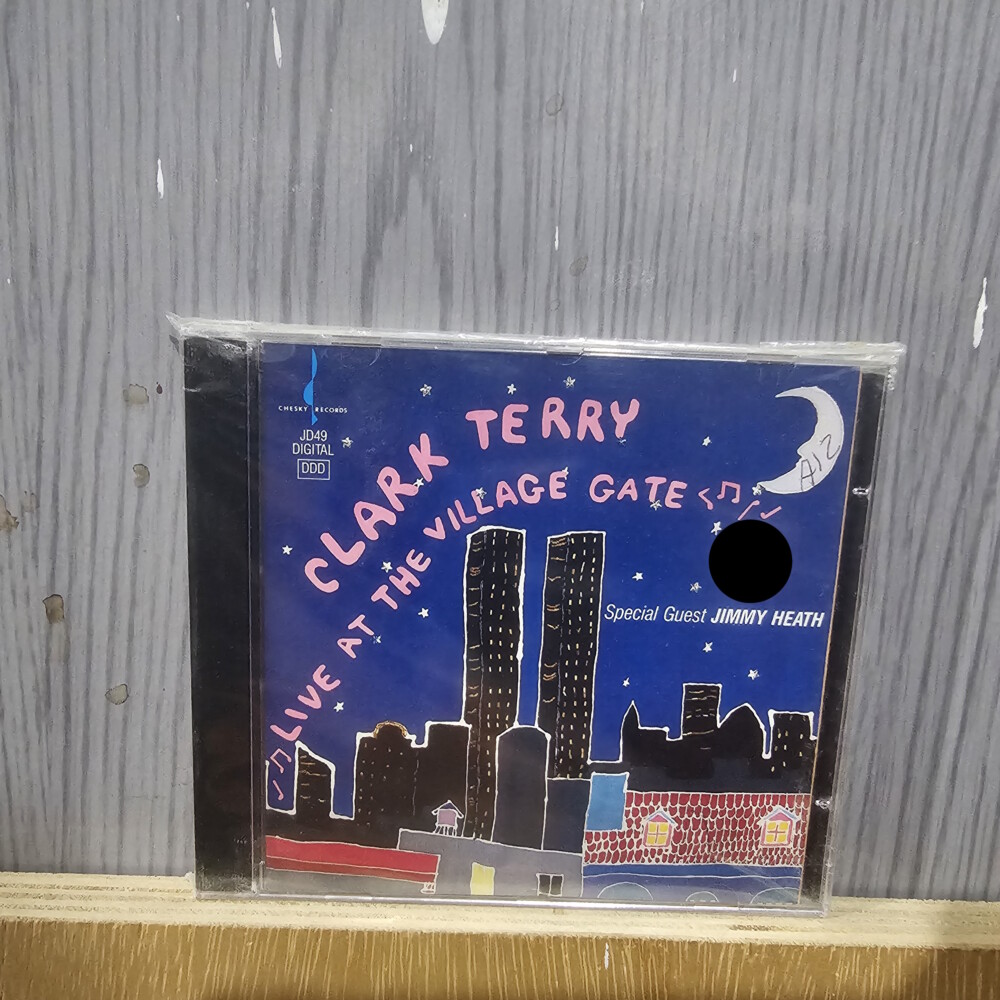 CHESKY RECORDS
JD49
DIGITAL
DDD
CLARK TERRY
LIVE AT THE VILLAGE GATE
A12
Special Guest JIMMY HEATH